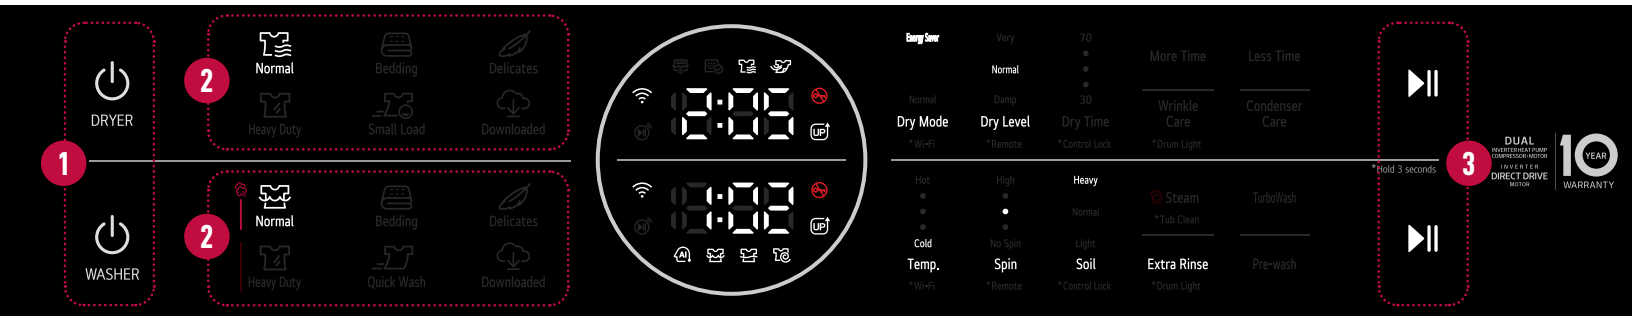 Energy Saver Very 70
Normal Bedding Delicates
More Time Less Time
Normal
2:05
DRYER
Heavy Duty Small Load Downloaded
UP
Normal Damp 30
Wrinkle Care Condenser Care
Dry Mode Dry Level Dry Time
*Wi-Fi *Remote *Control Lock *Drum Light
2
1
3
*Hold 3 seconds
DUAL
INVERTER HEAT PUMP
COMPRESSOR+MOTOR
INVERTER
DIRECT DRIVE
MOTOR
10 YEAR
WARRANTY
Hot High Heavy
Normal Bedding Delicates
1:02
Steam TurboWash
Normal
*Tub Clean
UP
2
Cold No Spin Light
WASHER
Heavy Duty Quick Wash Downloaded
AI
Temp. Spin Soil Extra Rinse Pre-wash
*Wi-Fi *Remote *Control Lock *Drum Light